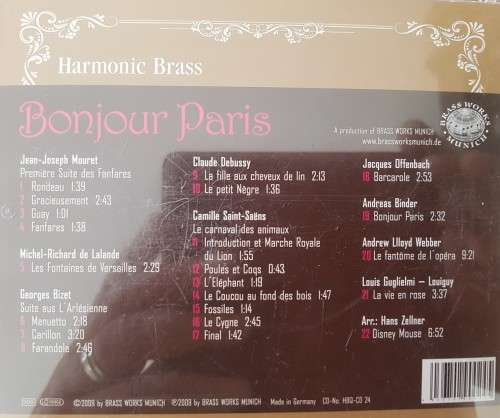 Harmonic Brass
Bonjour Paris
A production of BRASS WORKS MUNICH
www.brassworksmunich.de
BRASS WORKS
MUNICH
Jean-Joseph Mouret
Première Suite des Fanfares
1 Rondeau 1:39
2 Gracieusement 2:43
3 Guay 1:01
4 Fanfares 1:38
Michel-Richard de Lalande
5 Les Fontaines de Versailles 2:29
Georges Bizet
Suite aus L'Arlésienne
6 Menuetto 2:18
7 Carillon 3:20
8 Farandole 2:46
Claude Debussy
9 La fille aux cheveux de lin 2:13
10 Le petit Nègre 1:36
Camille Saint-Saëns
Le carnaval des animaux
11 Introduction et Marche Royale
du Lion 1:55
12 Poules et Coqs 0:43
13 L'Eléphant 1:19
14 Le Coucou au fond des bois 1:47
15 Fossiles 1:14
16 Le Cygne 2:45
17 Final 1:42
Jacques Offenbach
18 Barcarole 2:53
Andreas Binder
19 Bonjour Paris 2:32
Andrew Llloyd Webber
20 Le fantôme de l'opéra 9:21
Louis Guglielmi – Louiguy
21 La vie en rose 3:37
Arr.: Hans Zellner
22 Disney Mouse 6:52
©2009 by BRASS WORKS MUNICH ℗2009 by BRASS WORKS MUNICH Made in Germany CD-No. HBQ-CD 24